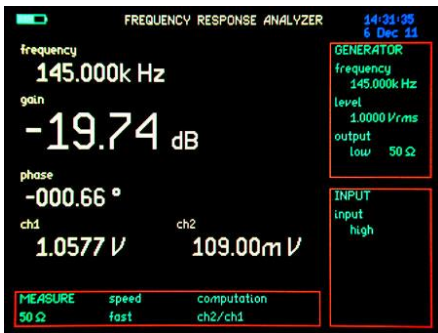 FREQUENCY RESPONSE ANALYZER
14:31:35
6 Dec 11
frequency
145.000k Hz
gain
-19.74 dB
phase
-000.66 °
ch1
1.0577 V
ch2
109.00m V
GENERATOR
frequency
145.000k Hz
level
1.0000 Vrms
output
low 50 Ω
INPUT
input
high
MEASURE speed computation
50 Ω fast ch2/ch1